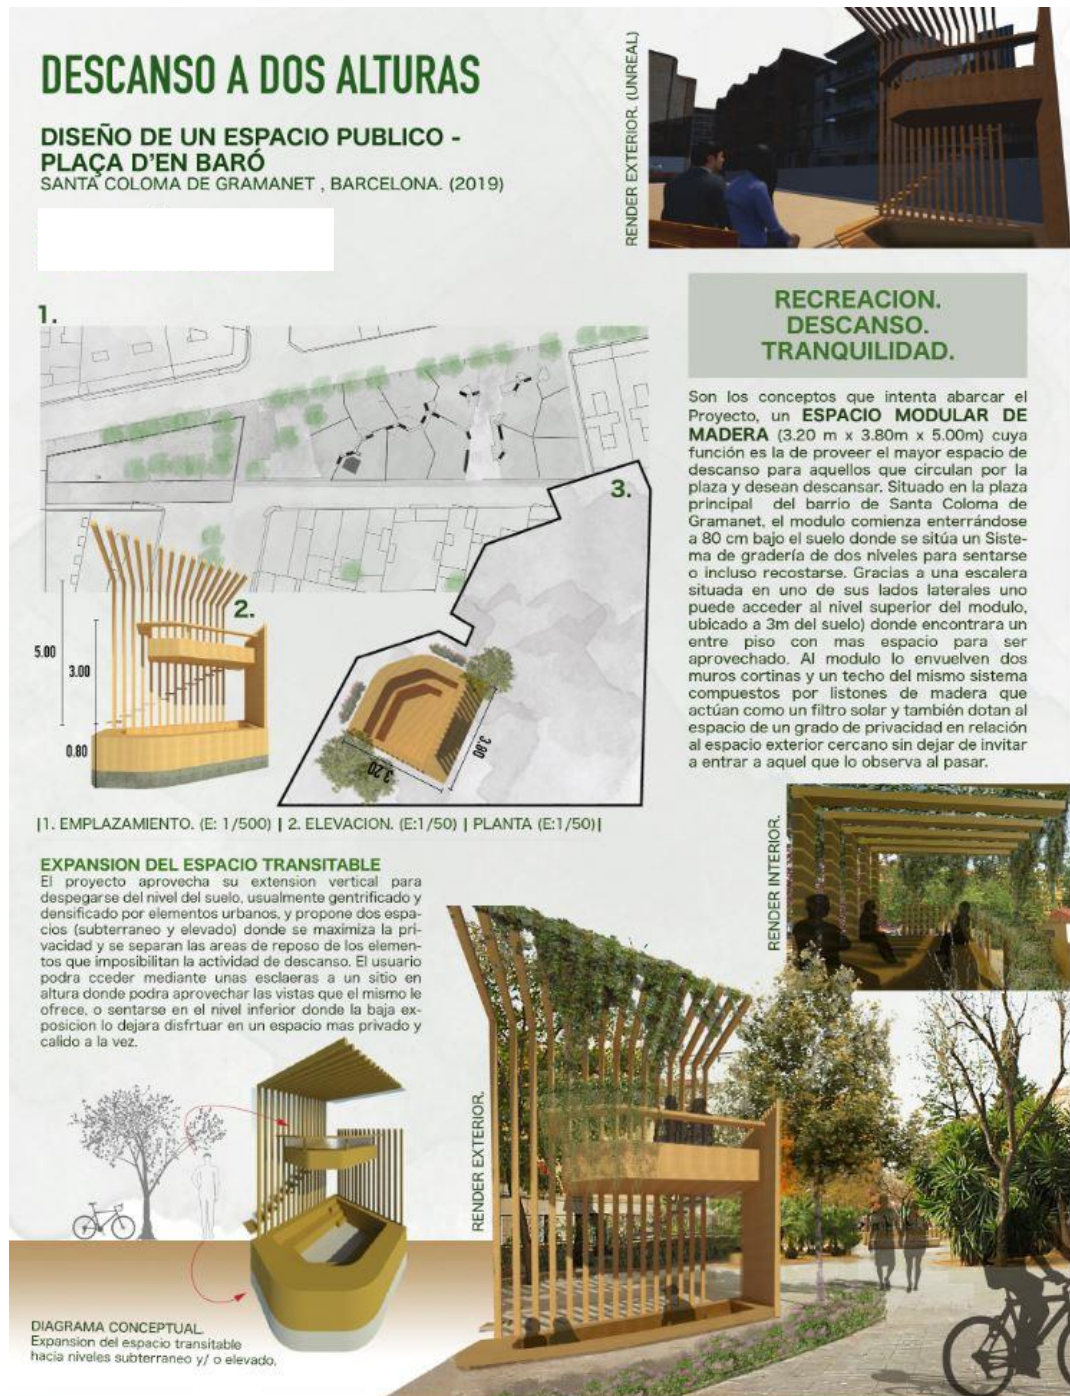 DESCANSO A DOS ALTURAS
DISEÑO DE UN ESPACIO PUBLICO -
PLAÇA D'EN BARÓ
SANTA COLOMA DE GRAMANET , BARCELONA. (2019)
RENDER EXTERIOR. (UNREAL)
1.
2.
3.
5.00
3.00
0.80
3.20
3.80
|1. EMPLAZAMIENTO. (E: 1/500) | 2. ELEVACION. (E:1/50) | PLANTA (E:1/50)|
RECREACION.
DESCANSO.
TRANQUILIDAD.
Son los conceptos que intenta abarcar el
Proyecto, un ESPACIO MODULAR DE
MADERA (3.20 m x 3.80m x 5.00m) cuya
función es la de proveer el mayor espacio de
descanso para aquellos que circulan por la
plaza y desean descansar. Situado en la plaza
principal del barrio de Santa Coloma de
Gramanet, el modulo comienza enterrándose
a 80 cm bajo el suelo donde se sitúa un Siste-
ma de gradería de dos niveles para sentarse
o incluso recostarse. Gracias a una escalera
situada en uno de sus lados laterales uno
puede acceder al nivel superior del modulo,
ubicado a 3m del suelo) donde encontrara un
entre piso con mas espacio para ser
aprovechado. Al modulo lo envuelven dos
muros cortinas y un techo del mismo sistema
compuestos por listones de madera que
actúan como un filtro solar y también dotan al
espacio de un grado de privacidad en relación
al espacio exterior cercano sin dejar de invitar
a entrar a aquel que lo observa al pasar.
EXPANSION DEL ESPACIO TRANSITABLE
El proyecto aprovecha su extension vertical para
despegarse del nivel del suelo, usualmente gentrificado y
densificado por elementos urbanos, y propone dos espa-
cios (subterraneo y elevado) donde se maximiza la pri-
vacidad y se separan las areas de reposo de los elemen-
tos que imposibilitan la actividad de descanso. El usuario
podra cceder mediante unas esclaeras a un sitio en
altura donde podra aprovechar las vistas que el mismo le
ofrece, o sentarse en el nivel inferior donde la baja ex-
posicion lo dejara disfrtuar en un espacio mas privado y
calido a la vez.
RENDER INTERIOR.
RENDER EXTERIOR.
DIAGRAMA CONCEPTUAL.
Expansion del espacio transitable
hacia niveles subterraneo y/ o elevado.